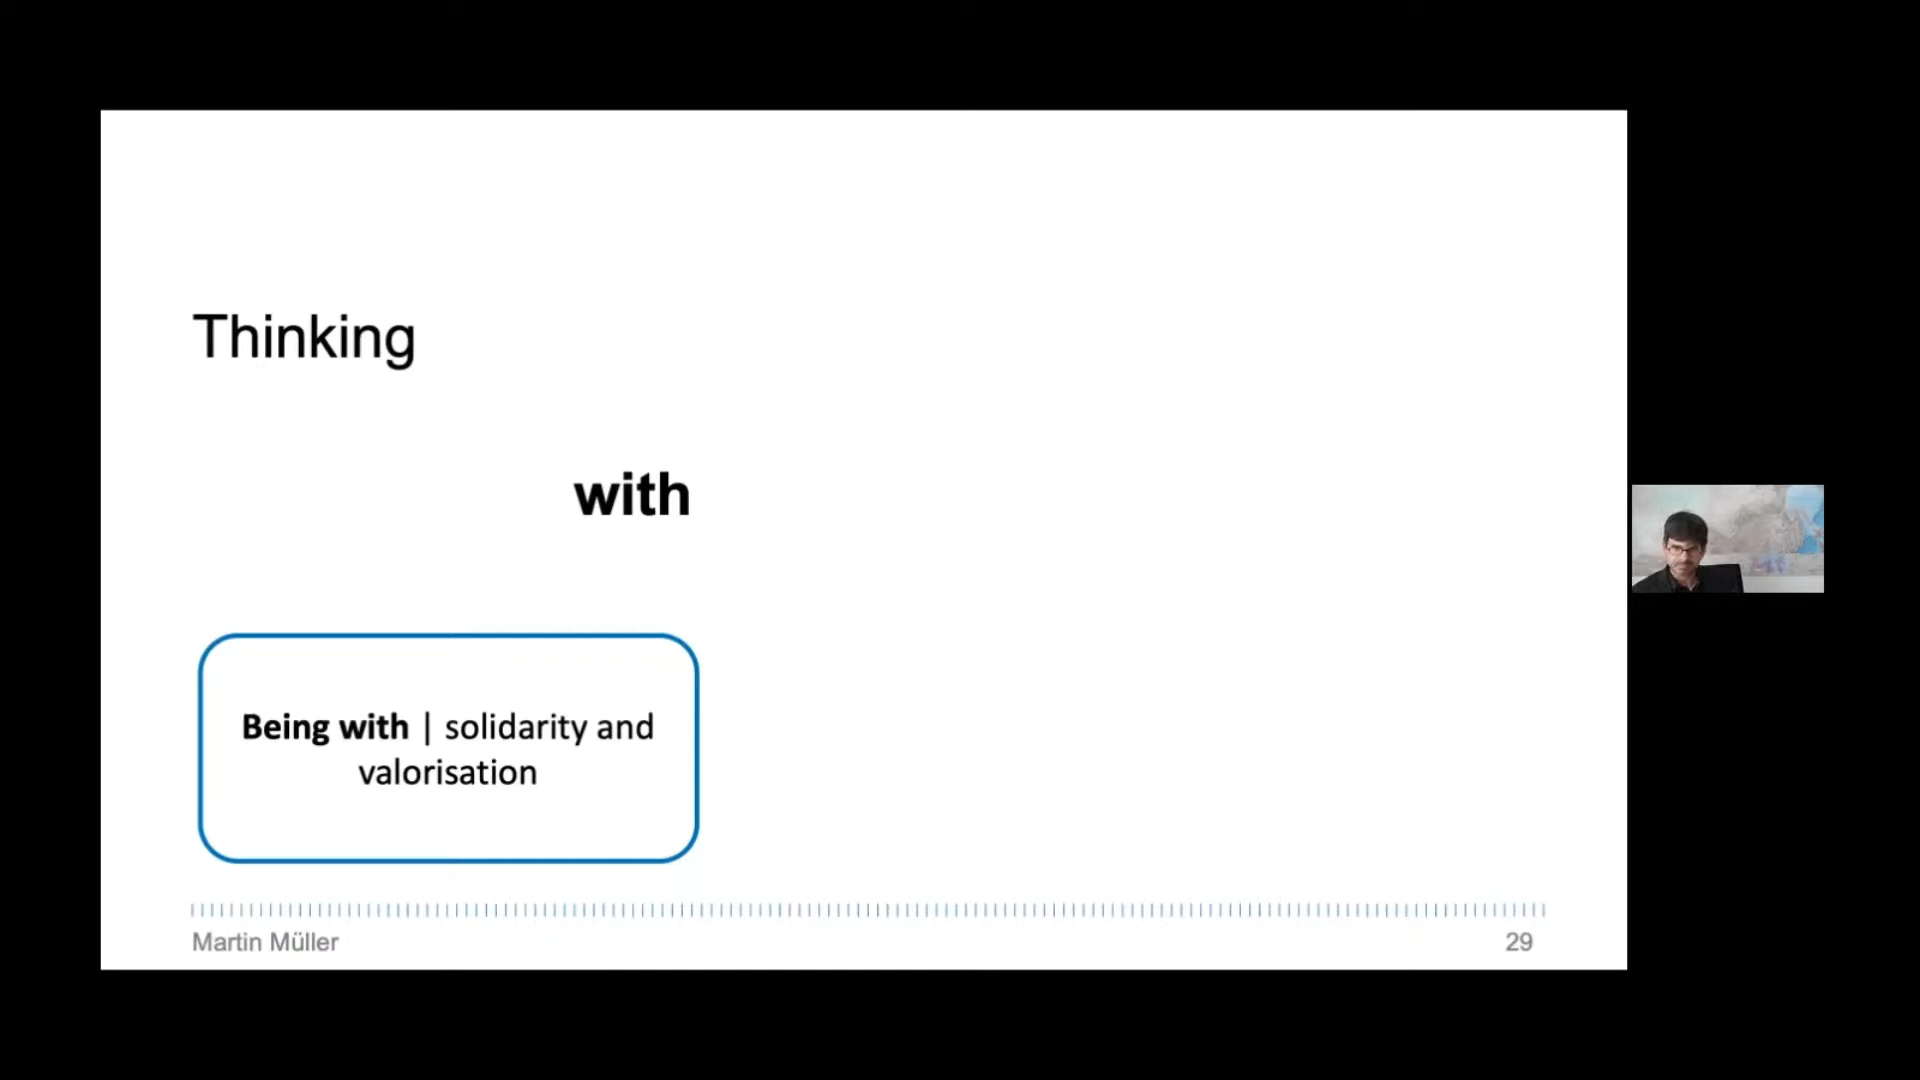 Thinking
with
Being with | solidarity and
valorisation
Martin Müller
29